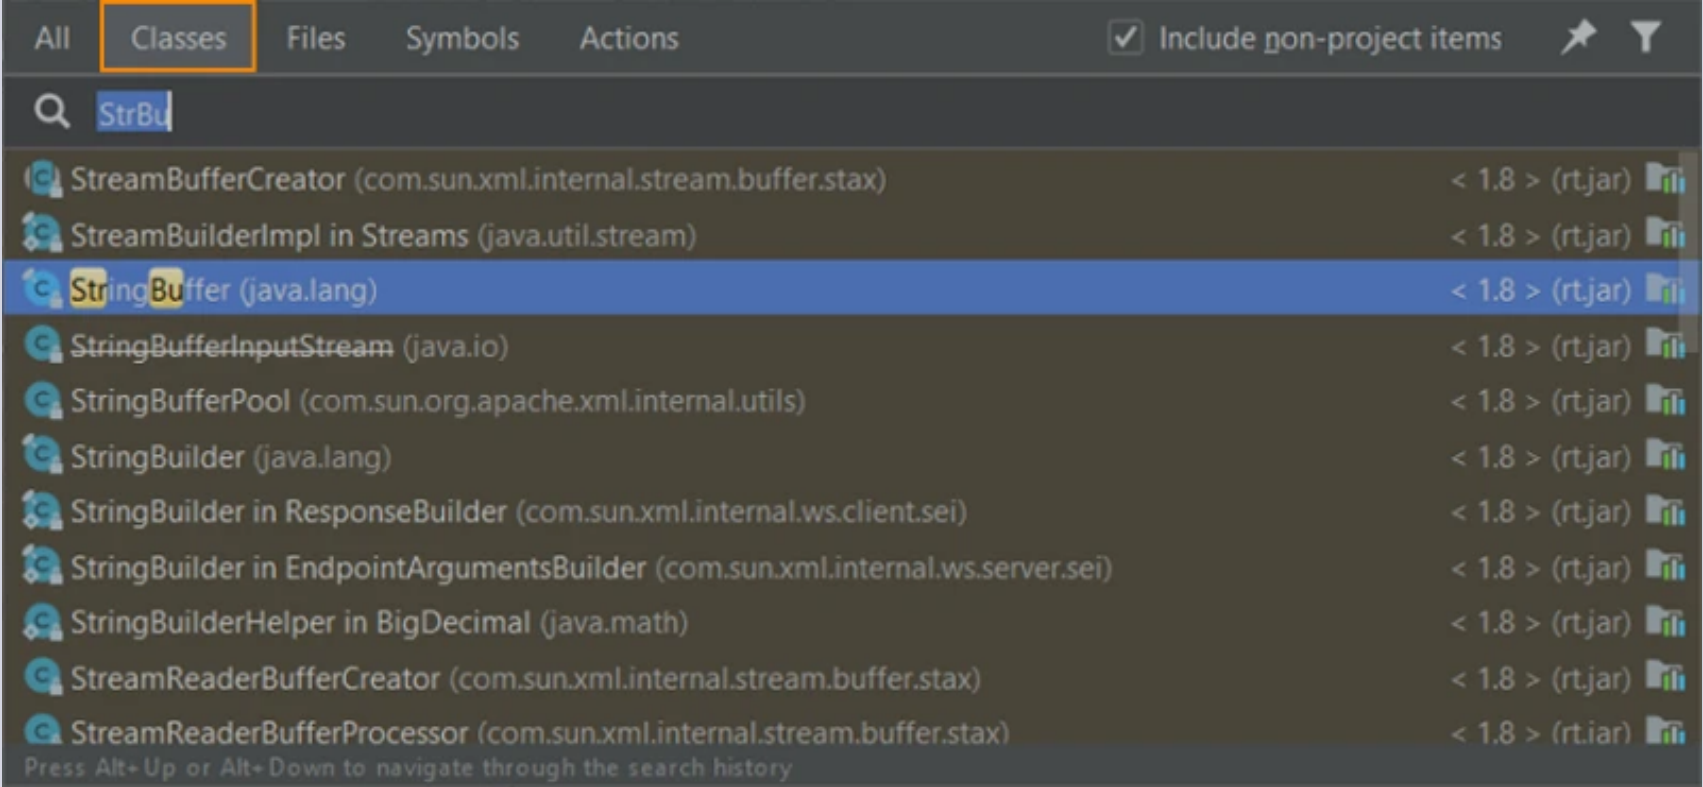 All Classes Files Symbols Actions Include non-project items
StrBu
StreamBufferCreator (com.sun.xml.internal.stream.buffer.stax) < 1.8 > (rt.jar)
StreamBuilderImpl in Streams (java.util.stream) < 1.8 > (rt.jar)
StringBuffer (java.lang) < 1.8 > (rt.jar)
StringBufferInputStream (java.io) < 1.8 > (rt.jar)
StringBufferPool (com.sun.org.apache.xml.internal.utils) < 1.8 > (rt.jar)
StringBuilder (java.lang) < 1.8 > (rt.jar)
StringBuilder in ResponseBuilder (com.sun.xml.internal.ws.client.sei) < 1.8 > (rt.jar)
StringBuilder in EndpointArgumentsBuilder (com.sun.xml.internal.ws.server.sei) < 1.8 > (rt.jar)
StringBuilderHelper in BigDecimal (java.math) < 1.8 > (rt.jar)
StreamReaderBufferCreator (com.sun.xml.internal.stream.buffer.stax) < 1.8 > (rt.jar)
StreamReaderBufferProcessor (com.sun.xml.internal.stream.buffer.stax) < 1.8 > (rt.jar)
Press Alt+Up or Alt+Down to navigate through the search history